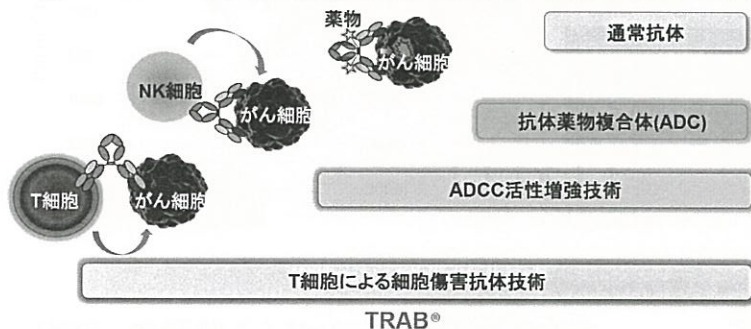 薬物
通常抗体
がん細胞
NK細胞
がん細胞
抗体薬物複合体(ADC)
T細胞
がん細胞
ADCC活性増強技術
T細胞による細胞傷害抗体技術
TRAB®